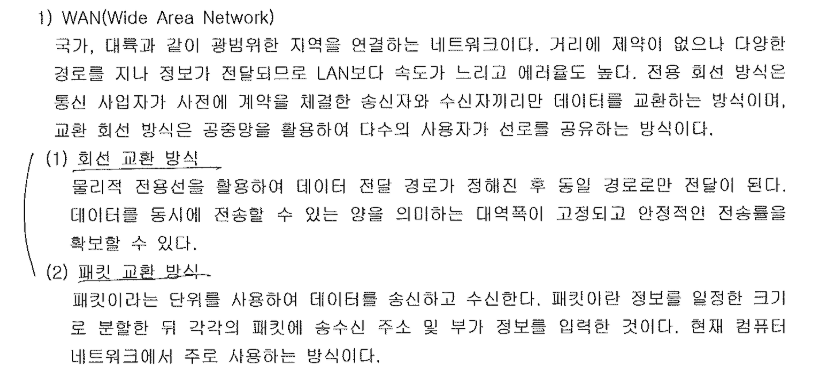 1) WAN(Wide Area Network)
국가, 대륙과 같이 광범위한 지역을 연결하는 네트워크이다. 거리에 제약이 없으나 다양한
경로를 지나 정보가 전달되므로 LAN보다 속도가 느리고 에러율도 높다. 전용 회선 방식은
통신 사업자가 사전에 계약을 체결한 송신자와 수신자끼리만 데이터를 교환하는 방식이며,
교환 회선 방식은 공중망을 활용하여 다수의 사용자가 선로를 공유하는 방식이다.
(1) 회선 교환 방식
물리적 전용선을 활용하여 데이터 전달 경로가 정해진 후 동일 경로로만 전달이 된다.
데이터를 동시에 전송할 수 있는 양을 의미하는 대역폭이 고정되고 안정적인 전송률을
확보할 수 있다.
(2) 패킷 교환 방식
패킷이라는 단위를 사용하여 데이터를 송신하고 수신한다. 패킷이란 정보를 일정한 크기
로 분할한 뒤 각각의 패킷에 송수신 주소 및 부가 정보를 입력한 것이다. 현재 컴퓨터
네트워크에서 주로 사용하는 방식이다.